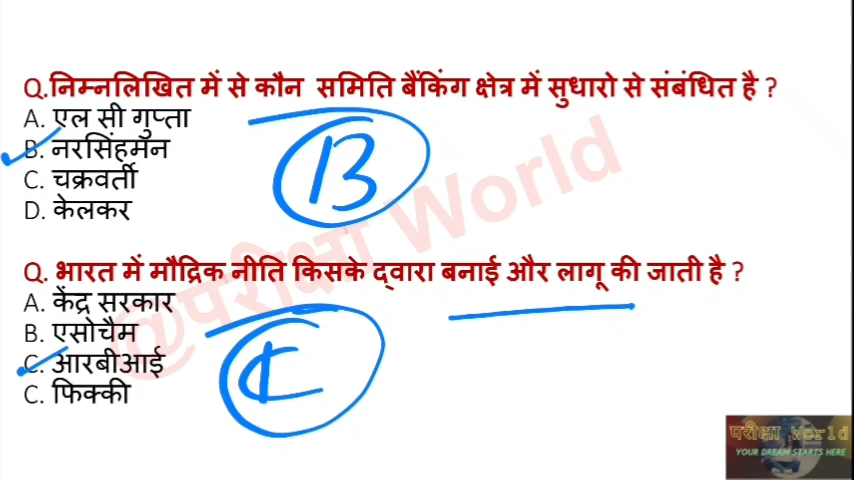 Q.निम्नलिखित में से कौन समिति बैंकिंग क्षेत्र में सुधारो से संबंधित है ?
A. एल सी गुप्ता
B. नरसिंहमन
C. चक्रवर्ती
D. केलकर
B
Q. भारत में मौद्रिक नीति किसके द्वारा बनाई और लागू की जाती है ?
A. केंद्र सरकार
B. एसोचैम
C. आरबीआई
C. फिक्की
C
@परीक्षा World
परीक्षा World
YOUR DREAM STARTS HERE